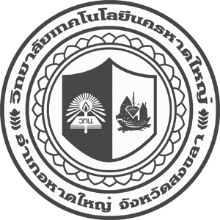 วิทยาลัยเทคโนโลยีนครหาดใหญ่
วกน.
อำเภอหาดใหญ่ จังหวัดสงขลา